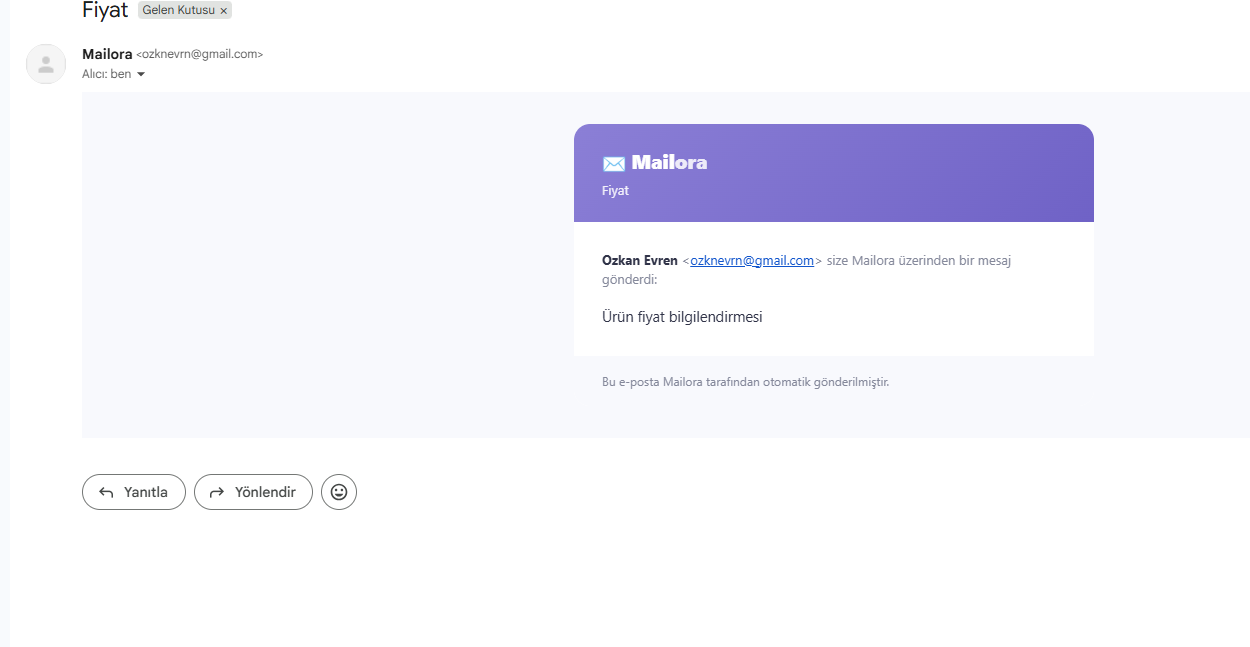 Fiyat Gelen Kutusu ×
Mailora <ozknevrn@gmail.com>
Alıcı: ben
Mailora
Fiyat
Ozkan Evren <ozknevrn@gmail.com> size Mailora üzerinden bir mesaj
gönderdi:
Ürün fiyat bilgilendirmesi
Bu e-posta Mailora tarafından otomatik gönderilmiştir.
Yanıtla Yönlendir